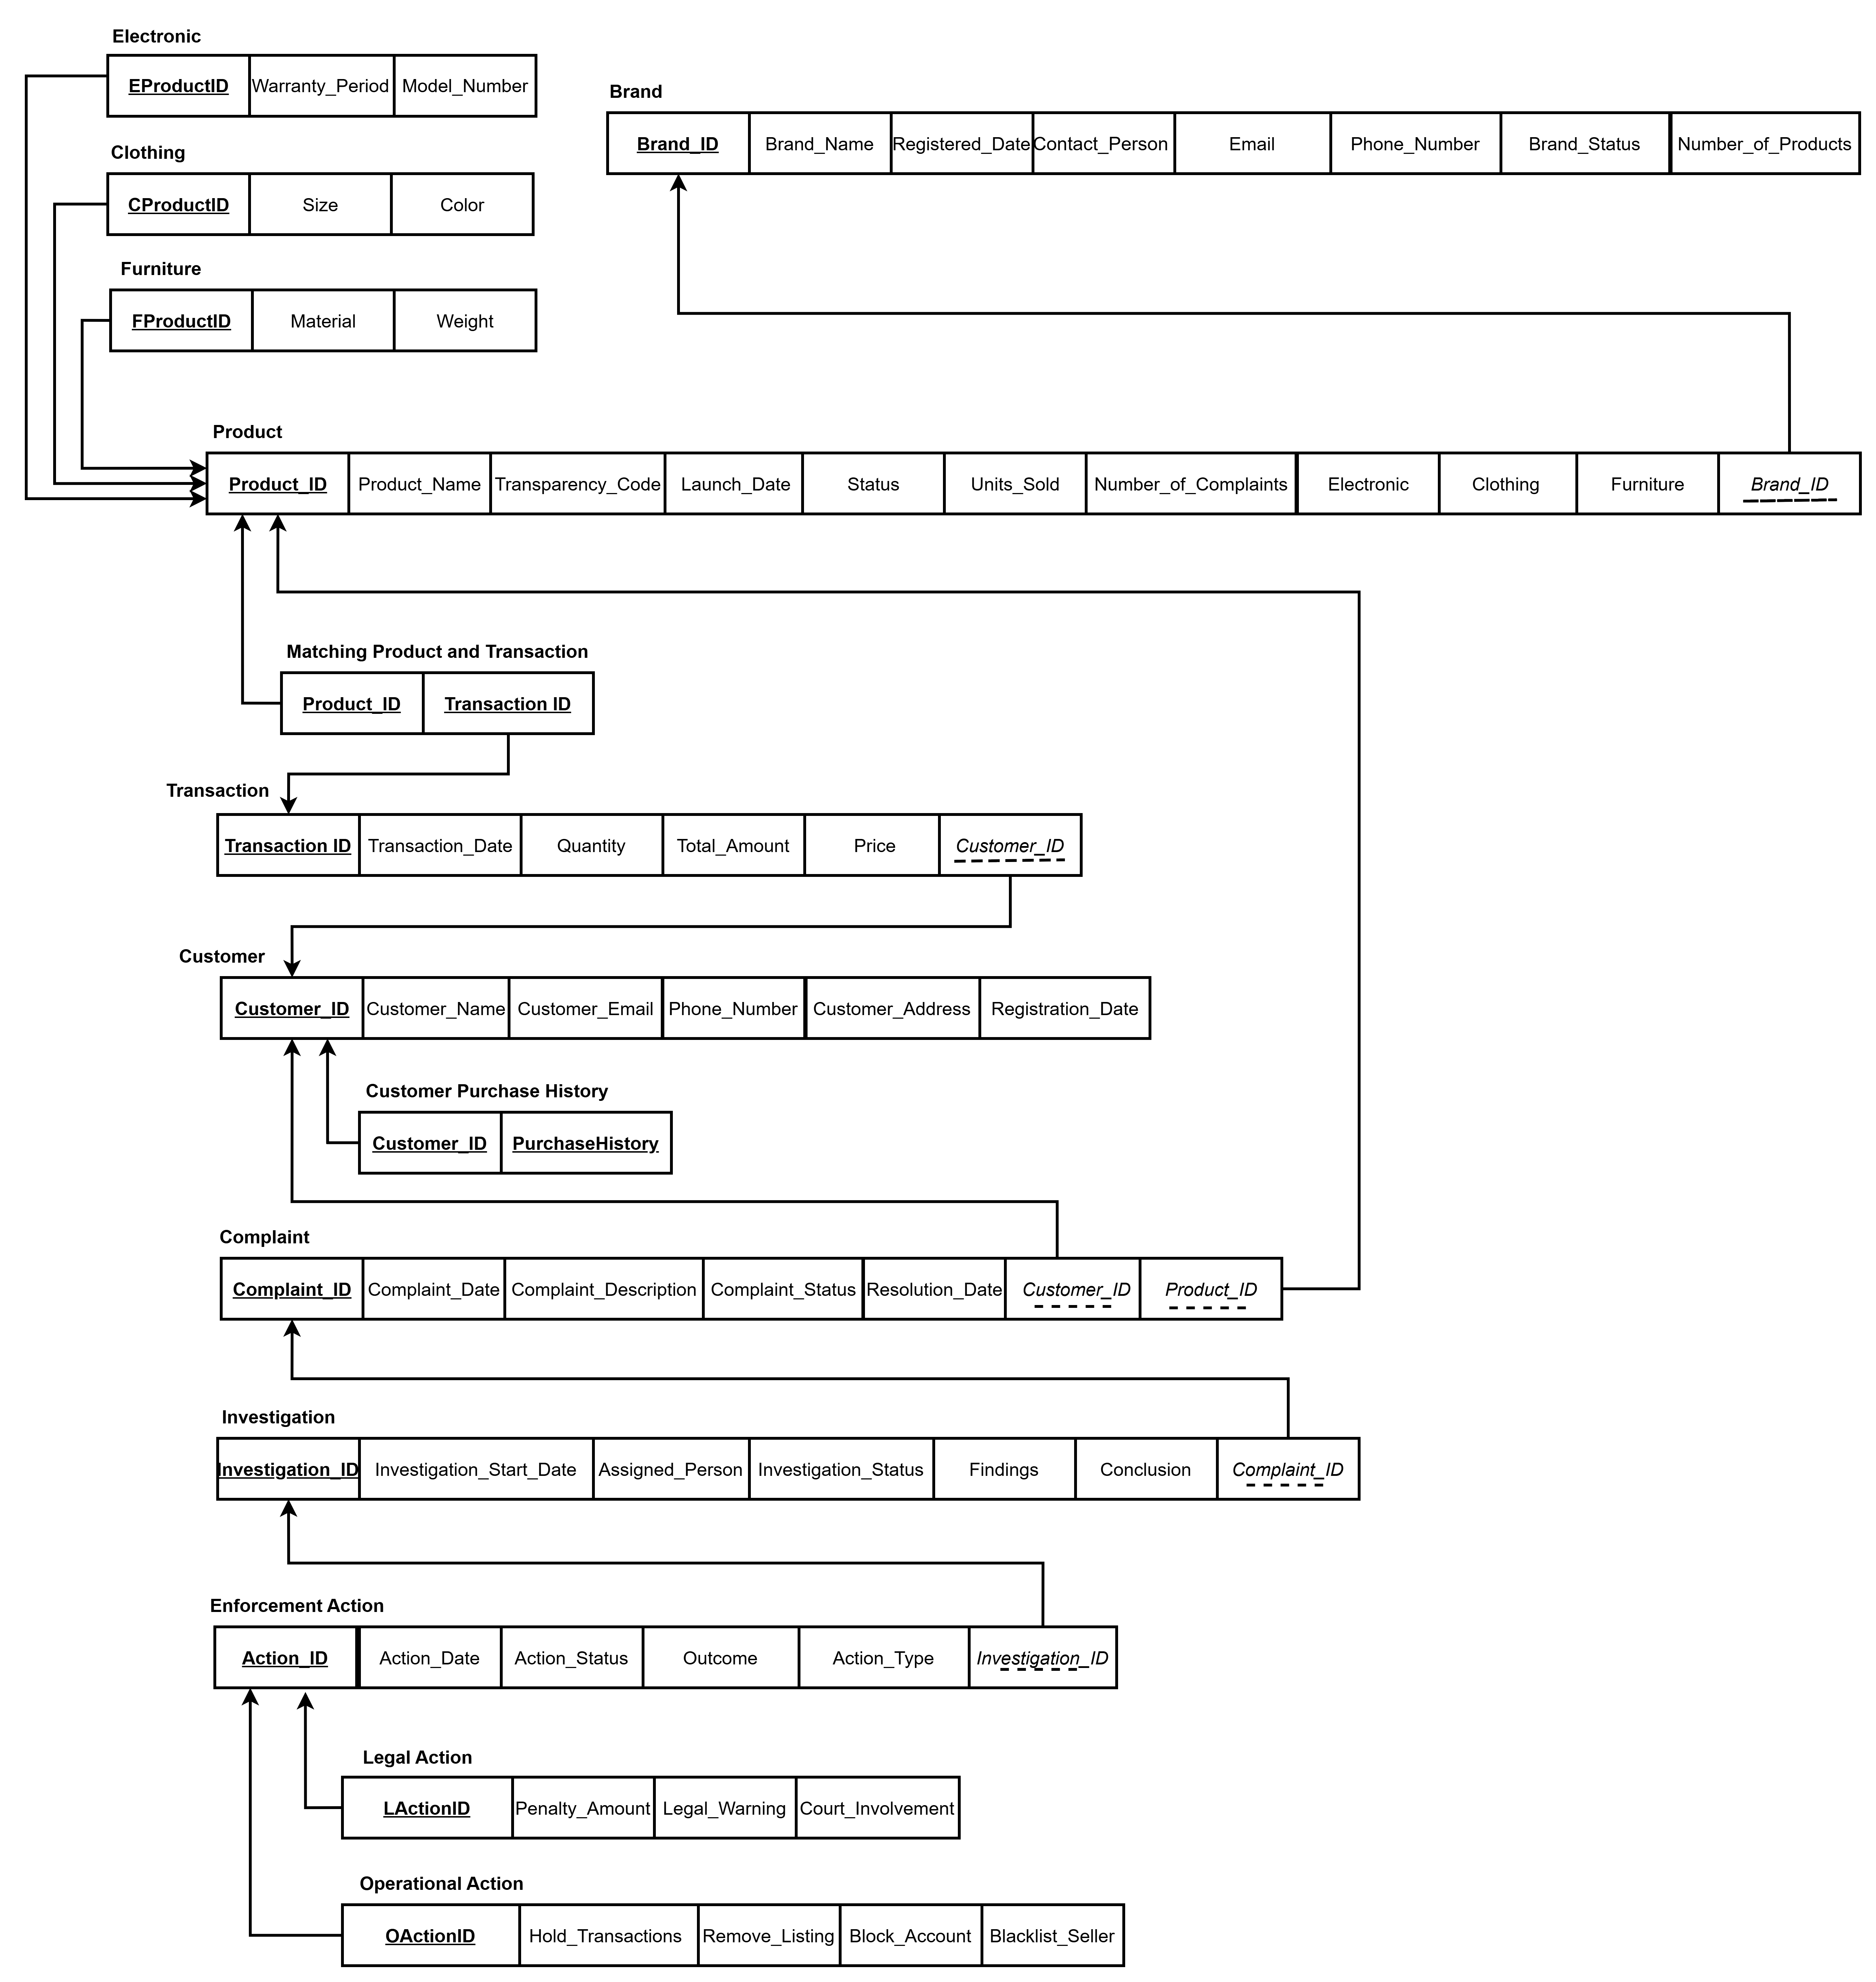 Electronic
EProductID Warranty_Period Model_Number
Brand
Brand_ID Brand_Name Registered_Date Contact_Person Email Phone_Number Brand_Status Number_of_Products
Clothing
CProductID Size Color
Furniture
FProductID Material Weight
Product
Product_ID Product_Name Transparency_Code Launch_Date Status Units_Sold Number_of_Complaints Electronic Clothing Furniture Brand_ID
Matching Product and Transaction
Product_ID Transaction ID
Transaction
Transaction ID Transaction_Date Quantity Total_Amount Price Customer_ID
Customer
Customer_ID Customer_Name Customer_Email Phone_Number Customer_Address Registration_Date
Customer Purchase History
Customer_ID PurchaseHistory
Complaint
Complaint_ID Complaint_Date Complaint_Description Complaint_Status Resolution_Date Customer_ID Product_ID
Investigation
Investigation_ID Investigation_Start_Date Assigned_Person Investigation_Status Findings Conclusion Complaint_ID
Enforcement Action
Action_ID Action_Date Action_Status Outcome Action_Type Investigation_ID
Legal Action
LActionID Penalty_Amount Legal_Warning Court_Involvement
Operational Action
OActionID Hold_Transactions Remove_Listing Block_Account Blacklist_Seller